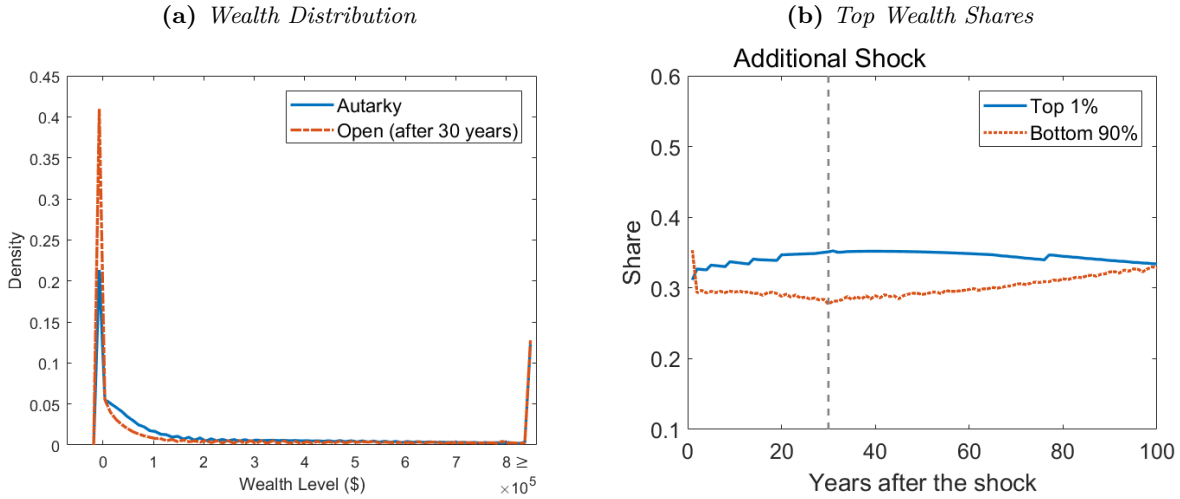 (a) Wealth Distribution
0.45
0.4
0.35
0.3
0.25
0.2
0.15
0.1
0.05
0
Density
Autarky
Open (after 30 years)
0 1 2 3 4 5 6 7 8 ≥
×10⁵
Wealth Level ($)
(b) Top Wealth Shares
Additional Shock
0.6
0.5
0.4
0.3
0.2
0.1
Share
Top 1%
Bottom 90%
0 20 40 60 80 100
Years after the shock